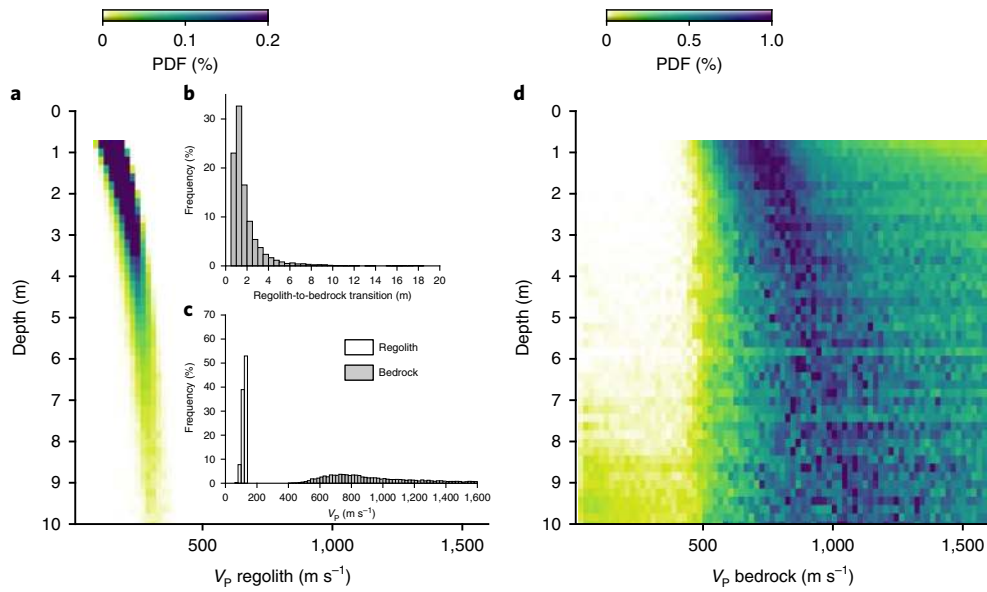 0 0.1 0.2
PDF (%)
0 0.5 1.0
PDF (%)
a
0
1
2
3
4
5
6
7
8
9
10
Depth (m)
500 1,000 1,500
V_P regolith (m s⁻¹)
b
30
20
10
0
Frequency (%)
0 2 4 6 8 10 12 14 16 18 20
Regolith-to-bedrock transition (m)
c
70
60
50
40
30
20
10
0
Frequency (%)
Regolith
Bedrock
0 200 400 600 800 1,000 1,200 1,400 1,600
V_P (m s⁻¹)
d
0
1
2
3
4
5
6
7
8
9
10
Depth (m)
500 1,000 1,500
V_P bedrock (m s⁻¹)